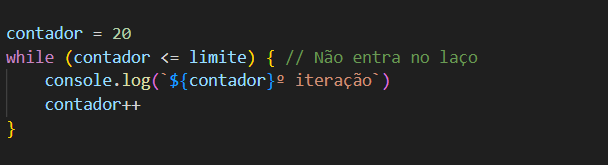 contador = 20
while (contador <= limite) { // Não entra no laço
    console.log(`${contador}º iteração`)
    contador++
}